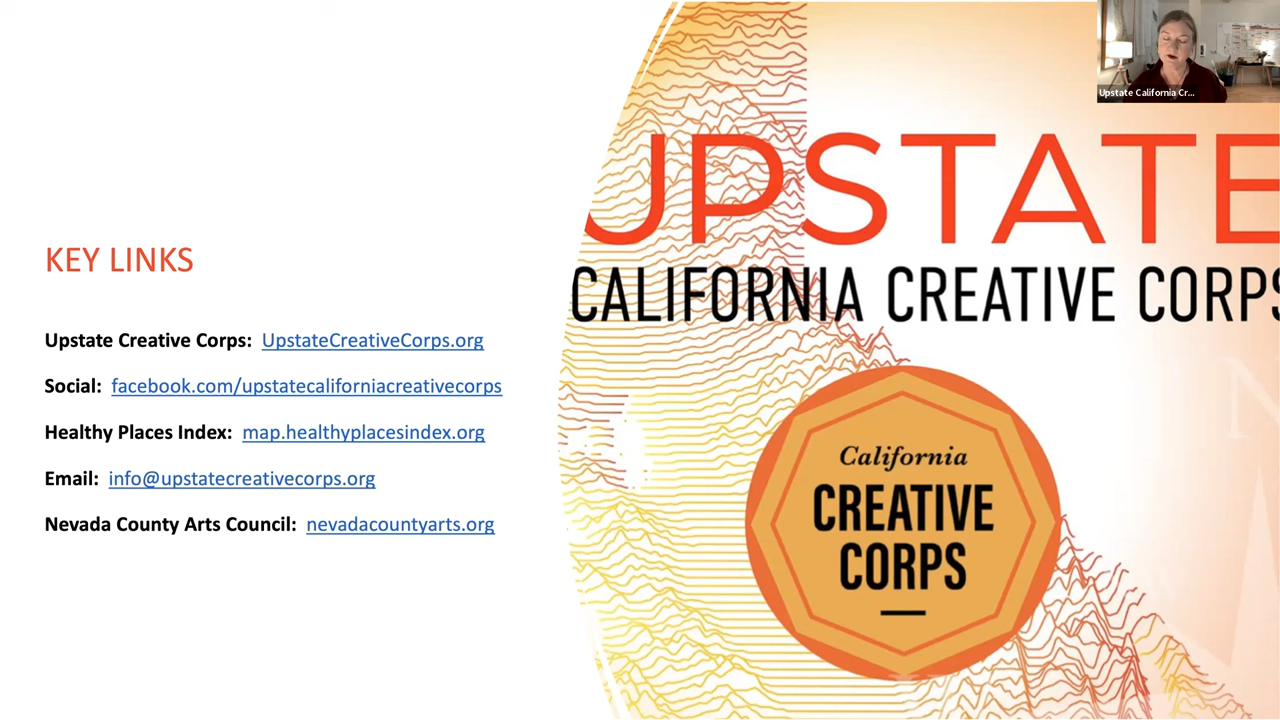 Upstate California Cr...
UPSTATE
CALIFORNIA CREATIVE CORPS
KEY LINKS
Upstate Creative Corps: UpstateCreativeCorps.org
Social: facebook.com/upstatecaliforniacreativecorps
Healthy Places Index: map.healthyplacesindex.org
Email: info@upstatecreativecorps.org
Nevada County Arts Council: nevadacountyarts.org
California
CREATIVE
CORPS